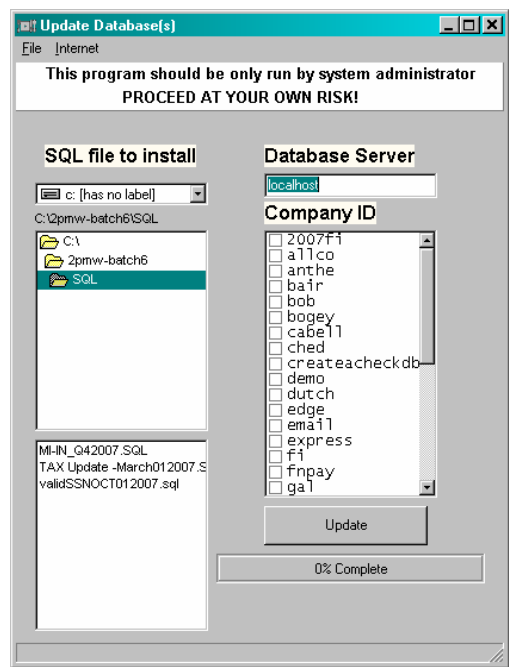 Update Database(s)
File Internet
This program should be only run by system administrator
PROCEED AT YOUR OWN RISK!
SQL file to install
c: [has no label]
C:\2pmw-batch6\SQL
C:\
2pmw-batch6
SQL
MI-IN_Q42007.SQL
TAX Update -March012007.S
validSSNOCT012007.sql
Database Server
localhost
Company ID
2007fi
allco
anthe
bair
bob
bogey
cabell
ched
createacheckdb
demo
dutch
edge
email
express
fi
fnpay
gal
Update
0% Complete